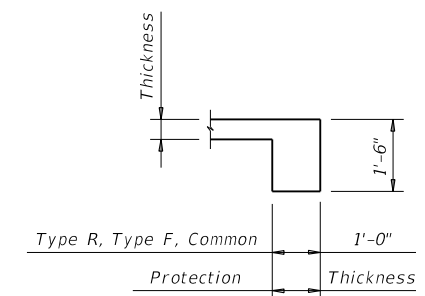 Thickness
1'-6"
Type R, Type F, Common 1'-0"
Protection Thickness